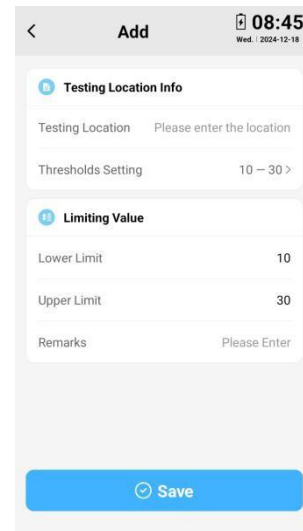 Add
08:45
Wed. | 2024-12-18
Testing Location Info
Testing Location Please enter the location
Thresholds Setting 10 — 30 >
Limiting Value
Lower Limit 10
Upper Limit 30
Remarks Please Enter
Save